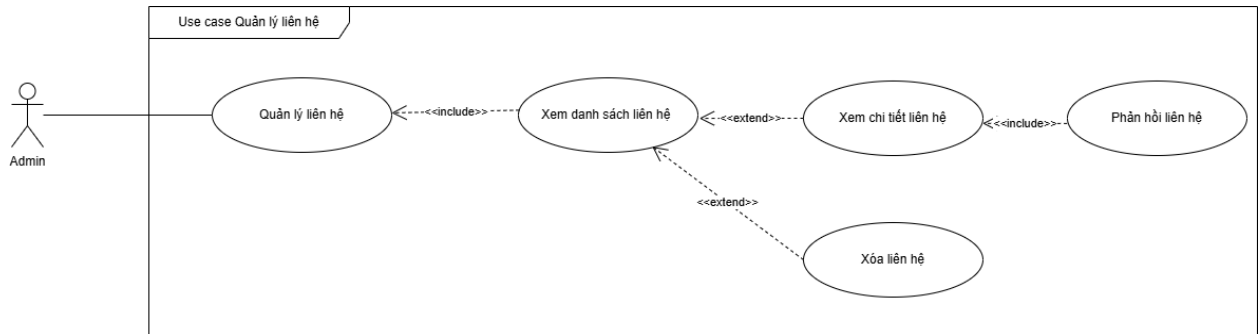 Use case Quản lý liên hệ
Quản lý liên hệ
<<include>>
Xem danh sách liên hệ
<<extend>>
Xem chi tiết liên hệ
<<include>>
Phản hồi liên hệ
Admin
<<extend>>
Xóa liên hệ